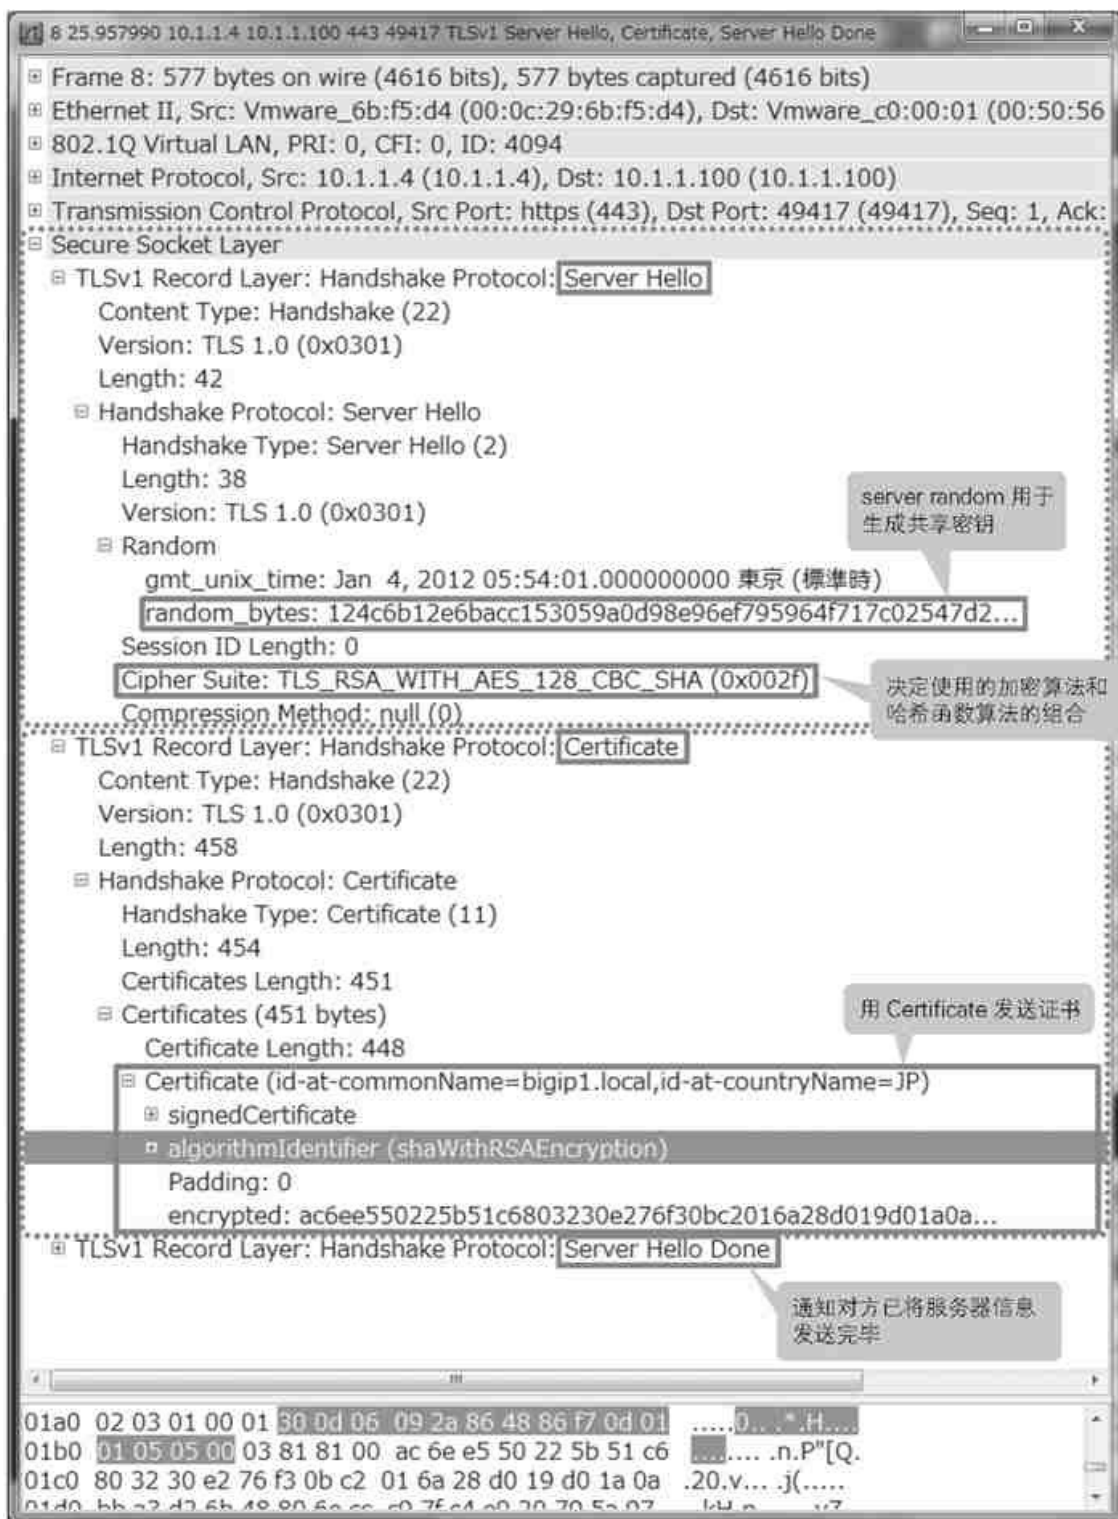 8 25.957990 10.1.1.4 10.1.1.100 443 49417 TLSv1 Server Hello, Certificate, Server Hello Done
Frame 8: 577 bytes on wire (4616 bits), 577 bytes captured (4616 bits)
Ethernet II, Src: Vmware_6b:f5:d4 (00:0c:29:6b:f5:d4), Dst: Vmware_c0:00:01 (00:50:56
802.1Q Virtual LAN, PRI: 0, CFI: 0, ID: 4094
Internet Protocol, Src: 10.1.1.4 (10.1.1.4), Dst: 10.1.1.100 (10.1.1.100)
Transmission Control Protocol, Src Port: https (443), Dst Port: 49417 (49417), Seq: 1, Ack:
Secure Socket Layer
TLSv1 Record Layer: Handshake Protocol: Server Hello
Content Type: Handshake (22)
Version: TLS 1.0 (0x0301)
Length: 42
Handshake Protocol: Server Hello
Handshake Type: Server Hello (2)
Length: 38
Version: TLS 1.0 (0x0301)
server random 用于
生成共享密钥
Random
gmt_unix_time: Jan 4, 2012 05:54:01.000000000 東京 (標準時)
random_bytes: 124c6b12e6bacc153059a0d98e96ef795964f717c02547d2...
Session ID Length: 0
Cipher Suite: TLS_RSA_WITH_AES_128_CBC_SHA (0x002f)
决定使用的加密算法和
哈希函数算法的组合
Compression Method: null (0)
TLSv1 Record Layer: Handshake Protocol: Certificate
Content Type: Handshake (22)
Version: TLS 1.0 (0x0301)
Length: 458
Handshake Protocol: Certificate
Handshake Type: Certificate (11)
Length: 454
Certificates Length: 451
Certificates (451 bytes)
用 Certificate 发送证书
Certificate Length: 448
Certificate (id-at-commonName=bigip1.local,id-at-countryName=JP)
signedCertificate
algorithmIdentifier (shaWithRSAEncryption)
Padding: 0
encrypted: ac6ee550225b51c6803230e276f30bc2016a28d019d01a0a...
TLSv1 Record Layer: Handshake Protocol: Server Hello Done
通知对方已将服务器信息
发送完毕
01a0 02 03 01 00 01 30 0d 06 09 2a 86 48 86 f7 0d 01 .....0.. .*.H....
01b0 01 05 05 00 03 81 81 00 ac 6e e5 50 22 5b 51 c6 ........ .n.P"[Q.
01c0 80 32 30 e2 76 f3 0b c2 01 6a 28 d0 19 d0 1a 0a .20.v... .j(.....